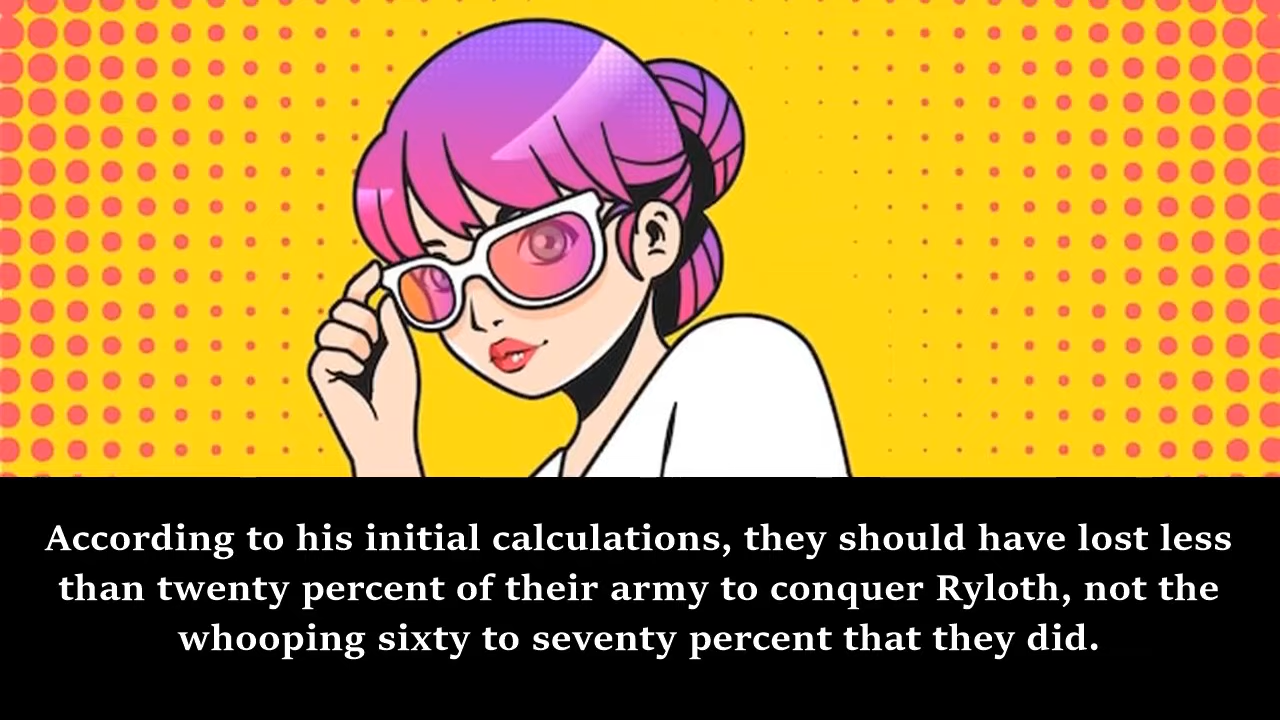 According to his initial calculations, they should have lost less
than twenty percent of their army to conquer Ryloth, not the
whooping sixty to seventy percent that they did.